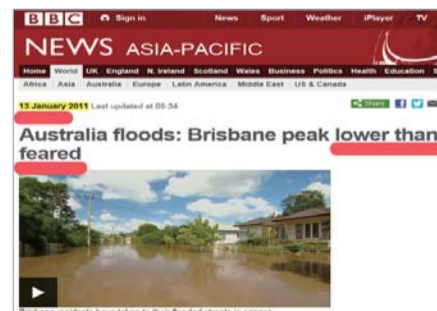 BBC Sign in News Sport Weather iPlayer TV
NEWS ASIA-PACIFIC
Home World UK England N. Ireland Scotland Wales Business Politics Health Education
Africa Asia Australia Europe Latin America Middle East US & Canada
13 January 2011 Last updated at 05:34
Share
Australia floods: Brisbane peak lower than
feared